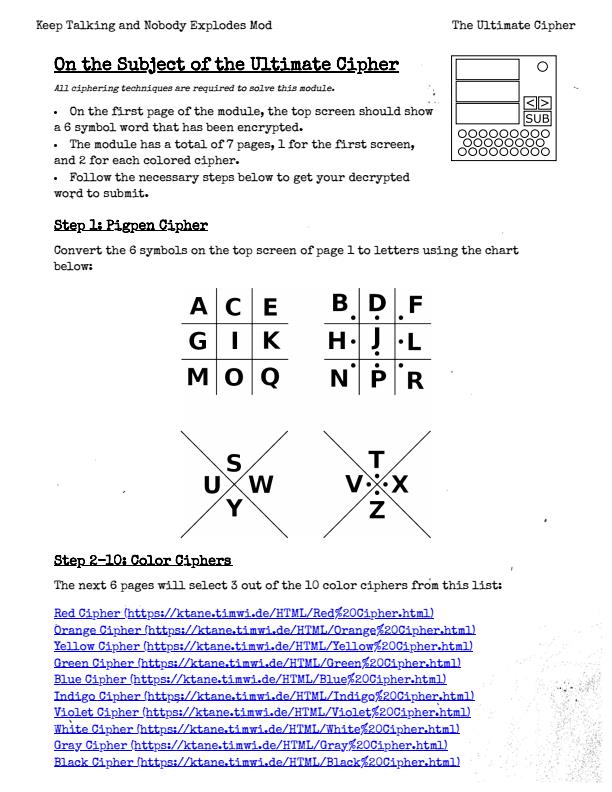 Keep Talking and Nobody Explodes Mod
The Ultimate Cipher
On the Subject of the Ultimate Cipher
All ciphering techniques are required to solve this module.
• On the first page of the module, the top screen should show
a 6 symbol word that has been encrypted.
• The module has a total of 7 pages, 1 for the first screen,
and 2 for each colored cipher.
• Follow the necessary steps below to get your decrypted
word to submit.
< >
SUB
Step 1: Pigpen Cipher
Convert the 6 symbols on the top screen of page 1 to letters using the chart
below:
A C E B D F
G I K H J L
M O Q N P R
S T
U W V X
Y Z
Step 2-10: Color Ciphers
The next 6 pages will select 3 out of the 10 color ciphers from this list:
Red Cipher (https://ktane.timwi.de/HTML/Red%20Cipher.html)
Orange Cipher (https://ktane.timwi.de/HTML/Orange%20Cipher.html)
Yellow Cipher (https://ktane.timwi.de/HTML/Yellow%20Cipher.html)
Green Cipher (https://ktane.timwi.de/HTML/Green%20Cipher.html)
Blue Cipher (https://ktane.timwi.de/HTML/Blue%20Cipher.html)
Indigo Cipher (https://ktane.timwi.de/HTML/Indigo%20Cipher.html)
Violet Cipher (https://ktane.timwi.de/HTML/Violet%20Cipher.html)
White Cipher (https://ktane.timwi.de/HTML/White%20Cipher.html)
Gray Cipher (https://ktane.timwi.de/HTML/Gray%20Cipher.html)
Black Cipher (https://ktane.timwi.de/HTML/Black%20Cipher.html)